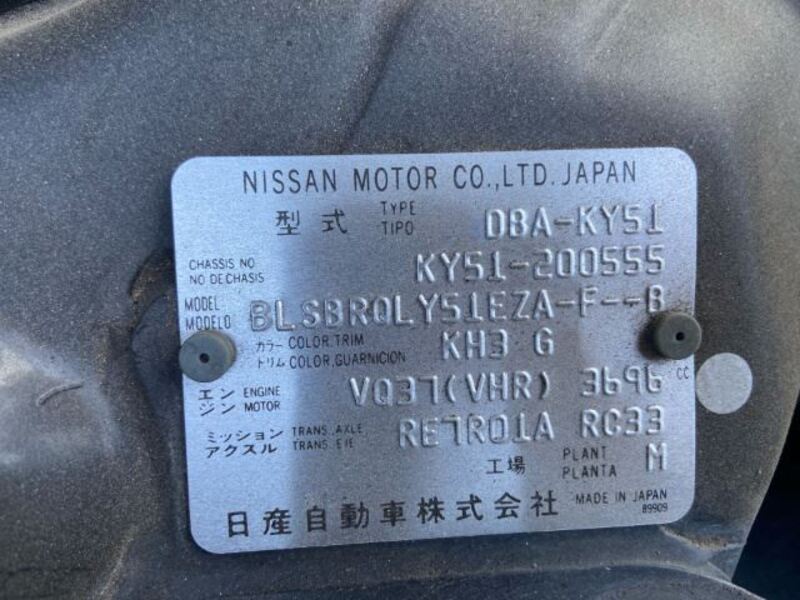 NISSAN MOTOR CO.,LTD. JAPAN
型式 TYPE TIPO DBA-KY51
CHASSIS NO NO DE CHASIS KY51-200555
MODEL MODELO BLSBRQLY51EZA-F--B
カラー COLOR,TRIM トリム COLOR,GUARNICION KH3 G
エンジン ENGINE MOTOR VQ37(VHR) 3696 CC
ミッション アクスル TRANS.,AXLE TRANS.,EJE RE7R01A RC33
工場 PLANT PLANTA M
日産自動車株式会社 MADE IN JAPAN
89909